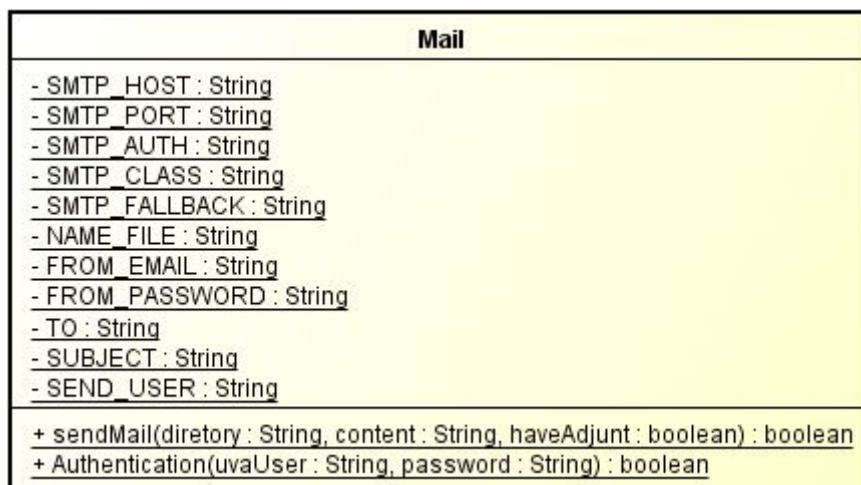 Mail
- SMTP_HOST : String
- SMTP_PORT : String
- SMTP_AUTH : String
- SMTP_CLASS : String
- SMTP_FALLBACK : String
- NAME_FILE : String
- FROM_EMAIL : String
- FROM_PASSWORD : String
- TO : String
- SUBJECT : String
- SEND_USER : String
+ sendMail(diretory : String, content : String, haveAdjunt : boolean) : boolean
+ Authentication(uvaUser : String, password : String) : boolean